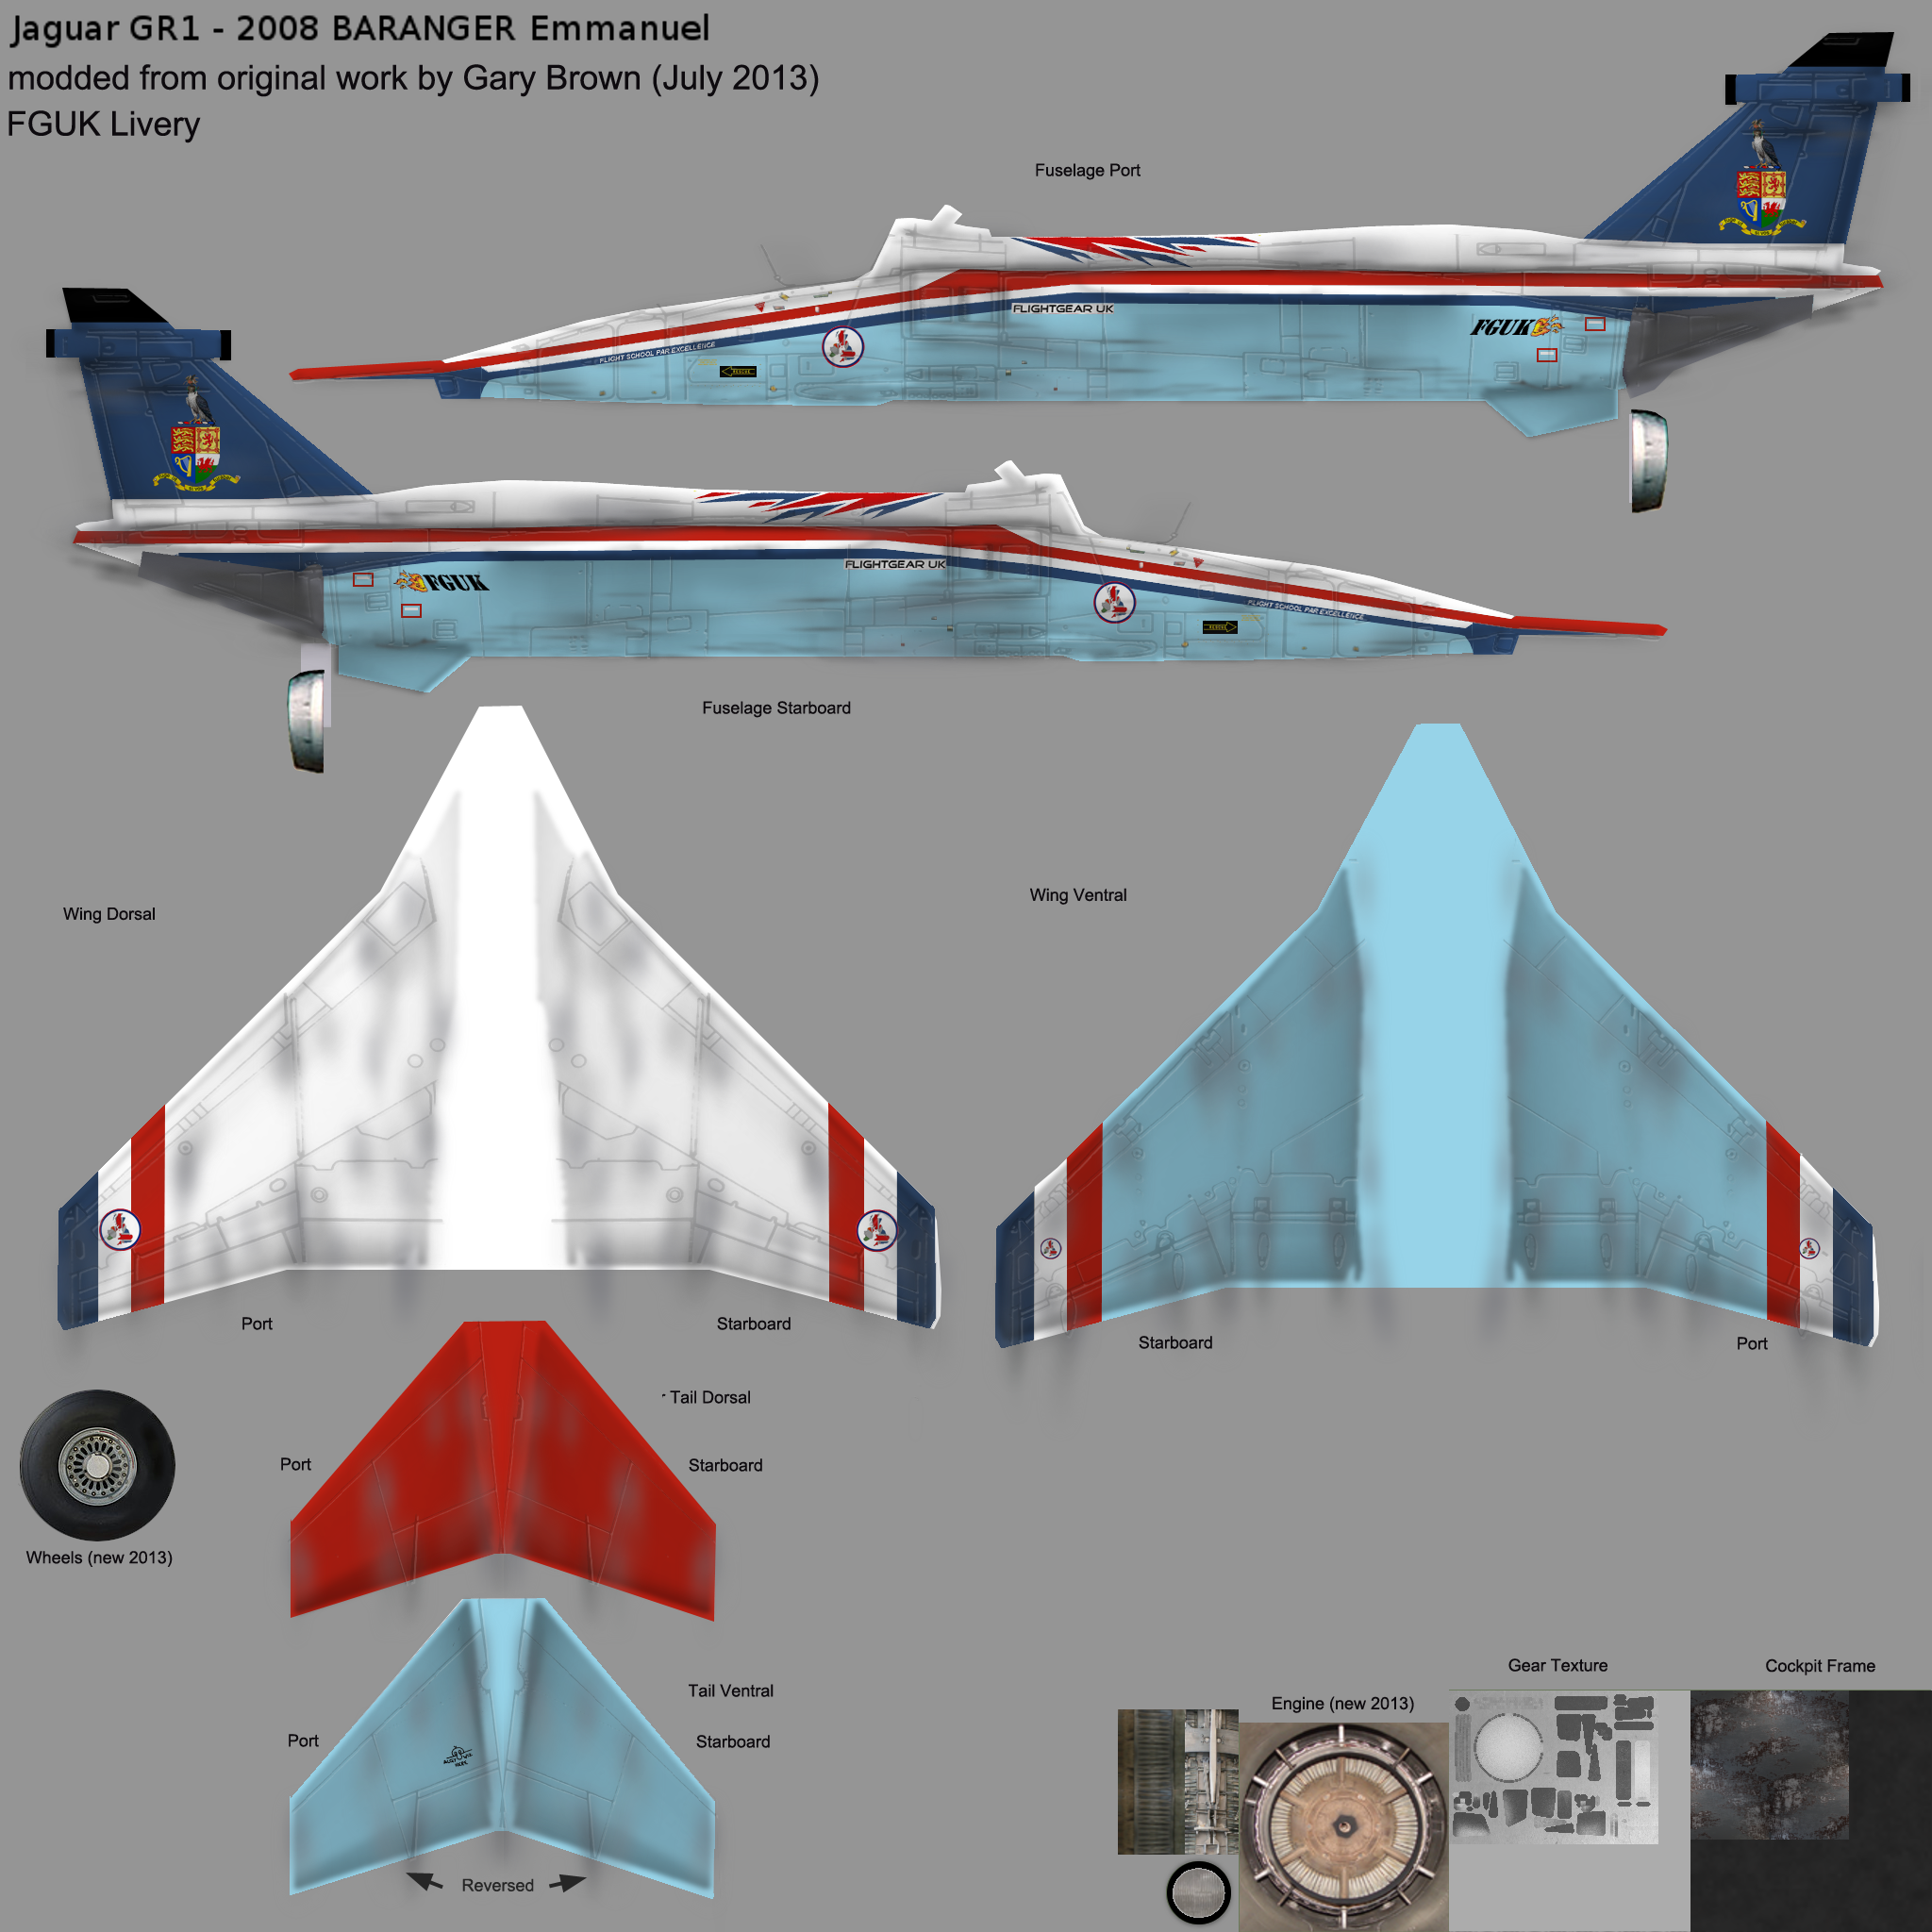 Jaguar GR1 - 2008 BARANGER Emmanuel
modded from original work by Gary Brown (July 2013)
FGUK Livery
Fuselage Port
FLIGHTGEAR UK
FGUK
FLIGHT SCHOOL PAR EXCELLENCE
RESCUE
FGUK
FLIGHTGEAR UK
FLIGHT SCHOOL PAR EXCELLENCE
RESCUE
Fuselage Starboard
Wing Dorsal
Wing Ventral
Port
Starboard
Starboard
Port
Tail Dorsal
Port
Starboard
Wheels (new 2013)
Tail Ventral
Port
Starboard
Reversed
Gear Texture
Cockpit Frame
Engine (new 2013)